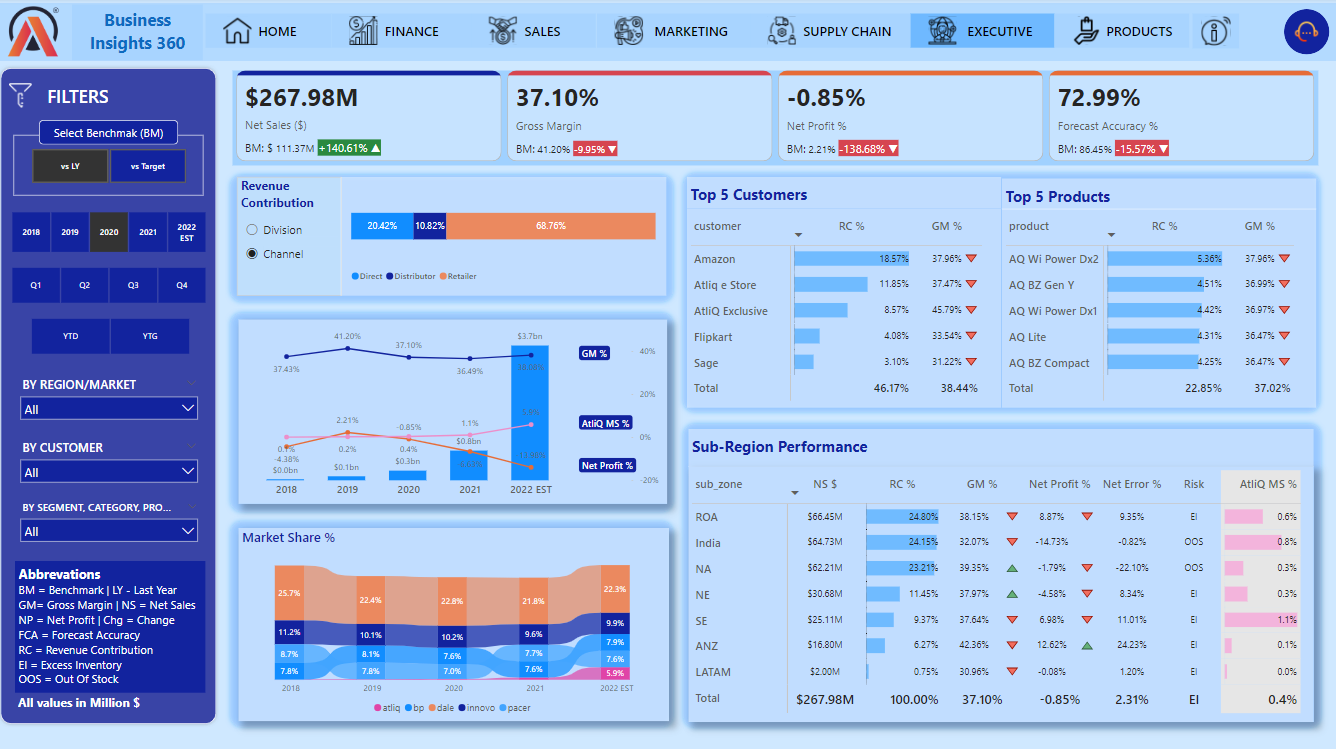 Business
Insights 360
HOME
FINANCE
SALES
MARKETING
SUPPLY CHAIN
EXECUTIVE
PRODUCTS
FILTERS
Select Benchmak (BM)
vs LY
vs Target
2018
2019
2020
2021
2022
EST
Q1
Q2
Q3
Q4
YTD
YTG
BY REGION/MARKET
All
BY CUSTOMER
All
BY SEGMENT, CATEGORY, PRO...
All
Abbrevations
BM = Benchmark | LY - Last Year
GM= Gross Margin | NS = Net Sales
NP = Net Profit | Chg = Change
FCA = Forecast Accuracy
RC = Revenue Contribution
EI = Excess Inventory
OOS = Out Of Stock
All values in Million $
$267.98M
Net Sales ($)
BM: $ 111.37M +140.61%
37.10%
Gross Margin
BM: 41.20% -9.95%
-0.85%
Net Profit %
BM: 2.21% -138.68%
72.99%
Forecast Accuracy %
BM: 86.45% -15.57%
Revenue
Contribution
Division
Channel
20.42% 10.82% 68.76%
Direct Distributor Retailer
$3.7bn
41.20%
37.10%
37.43%
36.49%
38.08%
GM %
40%
20%
2.21%
-0.85%
1.1%
5.9%
AtliQ MS %
0%
0.1%
0.2%
0.4%
$0.8bn
-4.38%
$0.0bn
$0.1bn
$0.3bn
Net Profit %
-20%
2018 2019 2020 2021 2022 EST
Market Share %
25.7% 22.4% 22.8% 21.8% 22.3%
11.2% 10.1% 10.2% 9.6% 9.9%
8.7% 8.1% 7.6% 7.7% 7.9%
7.8% 7.8% 7.0% 7.6% 7.6%
5.9%
2018 2019 2020 2021 2022 EST
atliq bp dale innovo pacer
Top 5 Customers
customer RC % GM %
Amazon 18.57% 37.96%
Atliq e Store 11.85% 37.47%
AtliQ Exclusive 8.57% 45.79%
Flipkart 4.08% 33.54%
Sage 3.10% 31.22%
Total 46.17% 38.44%
Top 5 Products
product RC % GM %
AQ Wi Power Dx2 5.36% 37.96%
AQ BZ Gen Y 4.51% 36.99%
AQ Wi Power Dx1 4.42% 36.97%
AQ Lite 4.31% 36.47%
AQ BZ Compact 4.25% 36.47%
Total 22.85% 37.02%
Sub-Region Performance
sub_zone NS $ RC % GM % Net Profit % Net Error % Risk AtliQ MS %
ROA $66.45M 24.80% 38.15% 8.87% 9.35% EI 0.6%
India $64.73M 24.15% 32.07% -14.73% -0.82% OOS 0.8%
NA $62.21M 23.21% 39.35% -1.79% -22.10% OOS 0.3%
NE $30.68M 11.45% 37.97% -4.58% 8.34% EI 0.3%
SE $25.11M 9.37% 37.64% 6.98% 11.01% EI 1.1%
ANZ $16.80M 6.27% 42.36% 12.62% 24.23% EI 0.1%
LATAM $2.00M 0.75% 30.96% -0.08% 1.20% EI 0.0%
Total $267.98M 100.00% 37.10% -0.85% 2.31% EI 0.4%